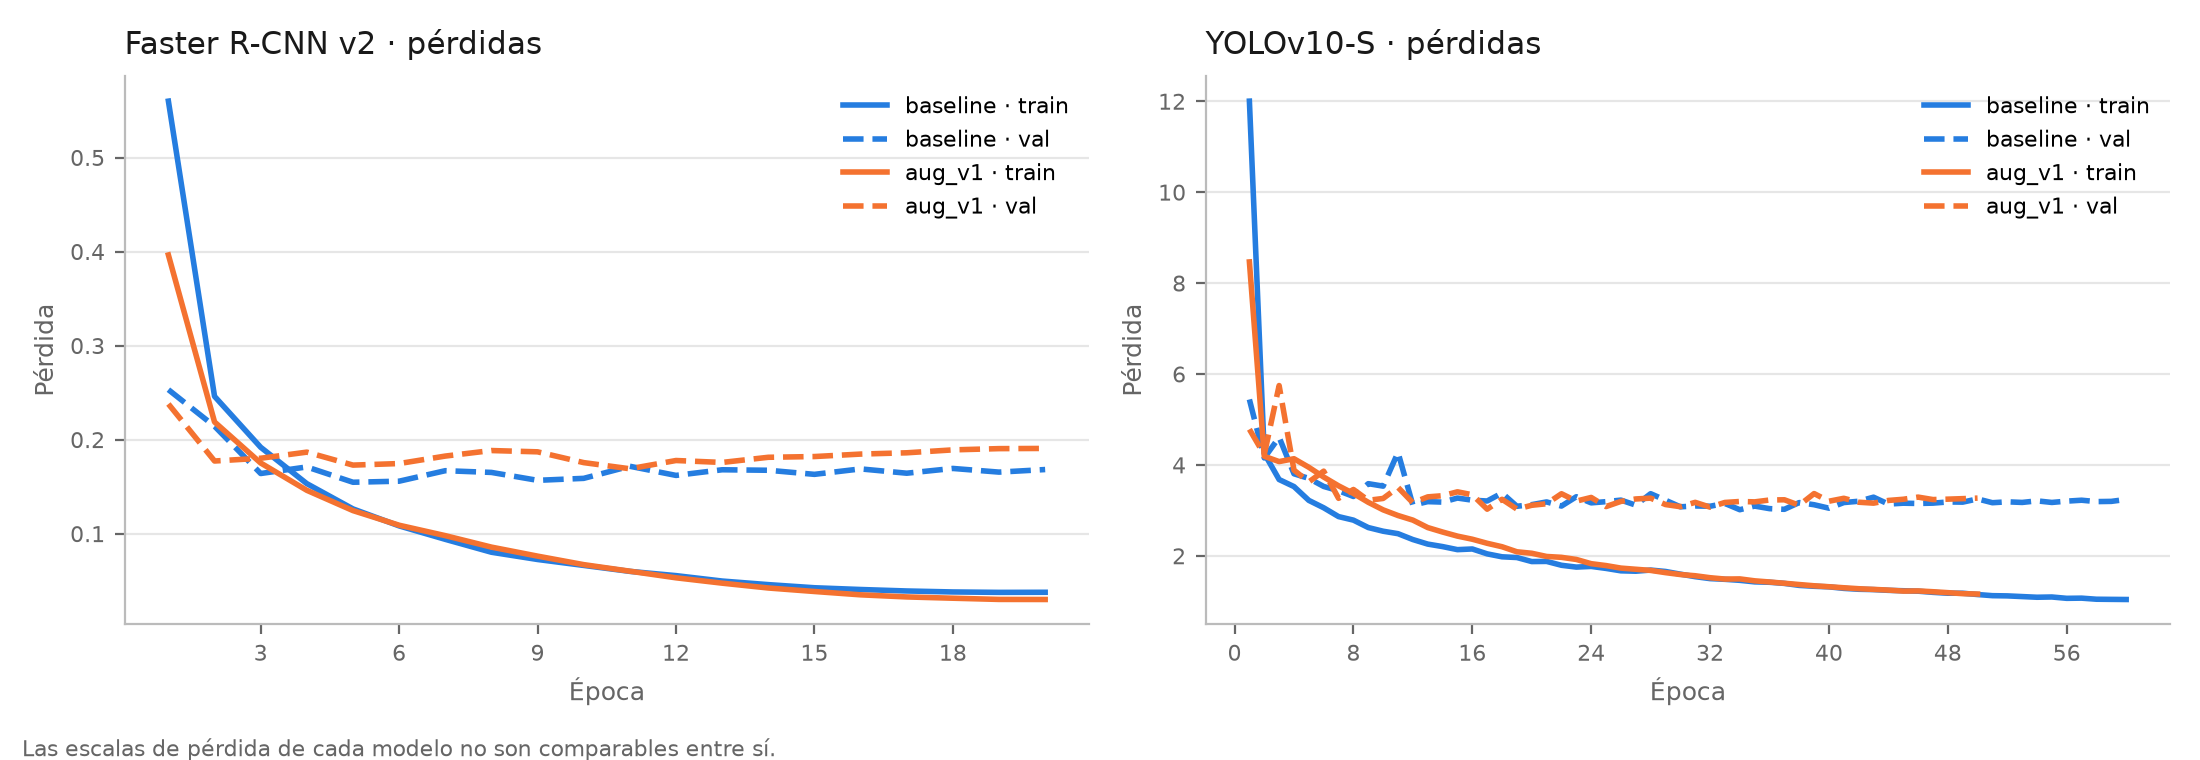 Faster R-CNN v2 · pérdidas
baseline · train
baseline · val
aug_v1 · train
aug_v1 · val
Pérdida
0.5
0.4
0.3
0.2
0.1
3 6 9 12 15 18
Época
YOLOv10-S · pérdidas
baseline · train
baseline · val
aug_v1 · train
aug_v1 · val
Pérdida
12
10
8
6
4
2
0 8 16 24 32 40 48 56
Época
Las escalas de pérdida de cada modelo no son comparables entre sí.